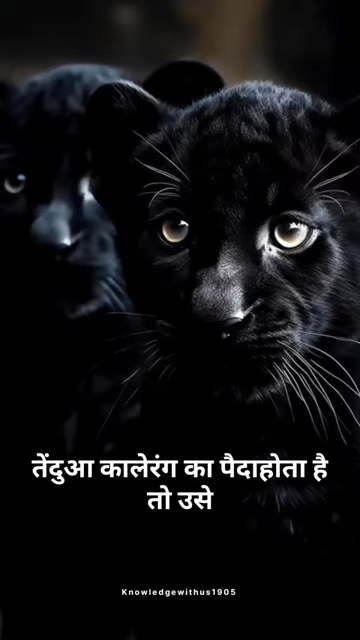 तेंदुआ कालेरंग का पैदाहोता है
तो उसे
Knowledgewithus1905